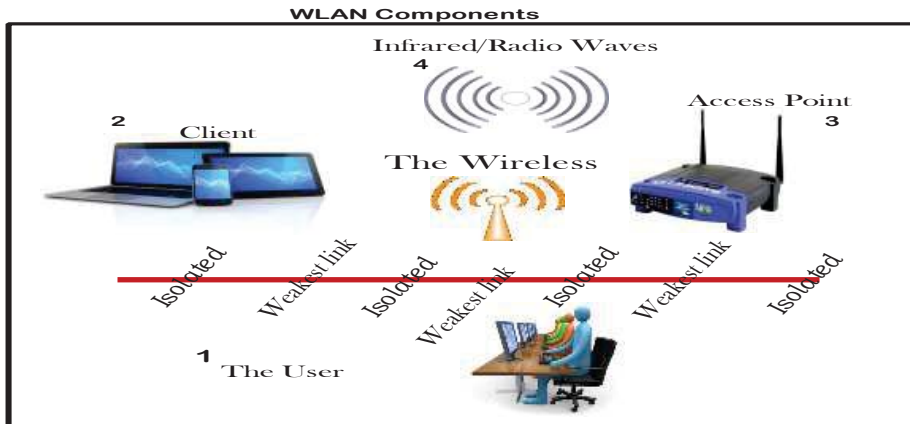 WLAN Components
Infrared/Radio Waves
4
Access Point
3
2
Client
The Wireless
Isolated
Weakest link
Isolated
Weakest link
Isolated
Weakest link
Isolated
1
The User